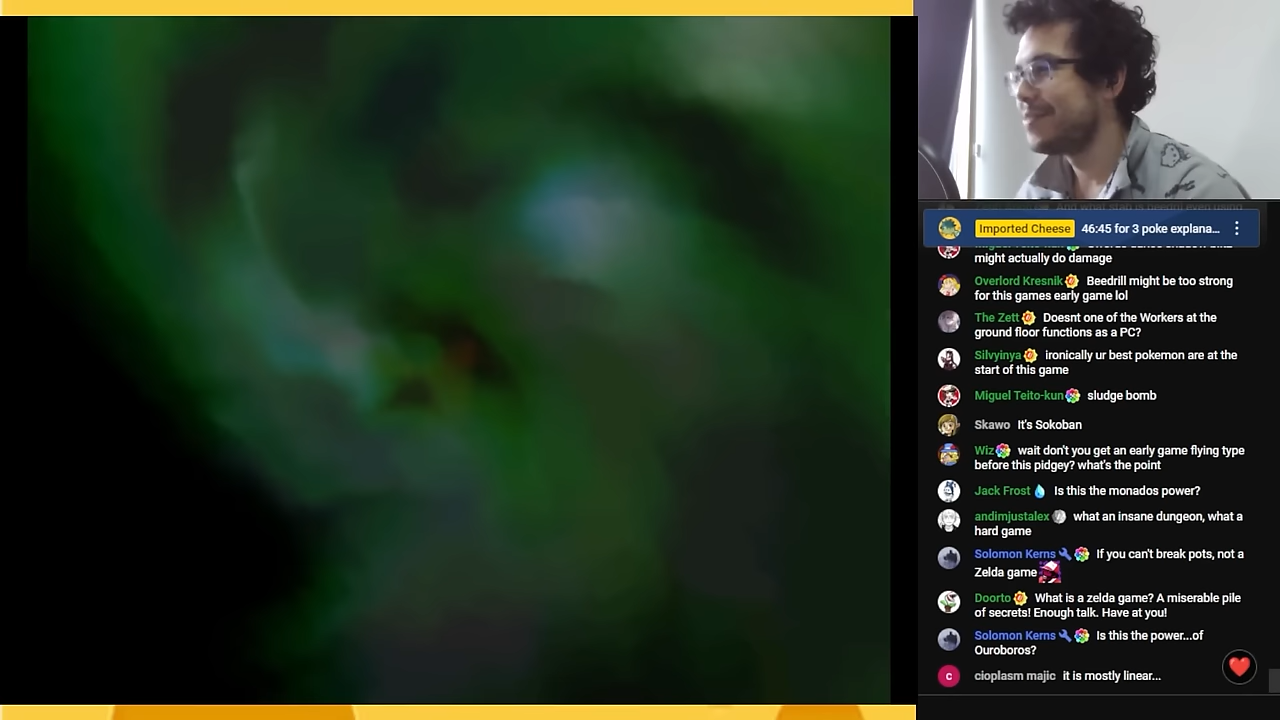 Imported Cheese 46:45 for 3 poke explana...
might actually do damage
Overlord Kresnik Beedrill might be too strong
for this games early game lol
The Zett Doesnt one of the Workers at the
ground floor functions as a PC?
Silvyinya ironically ur best pokemon are at the
start of this game
Miguel Teito-kun sludge bomb
Skawo It's Sokoban
Wiz wait don't you get an early game flying type
before this pidgey? what's the point
Jack Frost Is this the monados power?
andimjustalex what an insane dungeon, what a
hard game
Solomon Kerns If you can't break pots, not a
Zelda game
Doorto What is a zelda game? A miserable pile
of secrets! Enough talk. Have at you!
Solomon Kerns Is this the power...of
Ouroboros?
c cioplasm majic it is mostly linear...